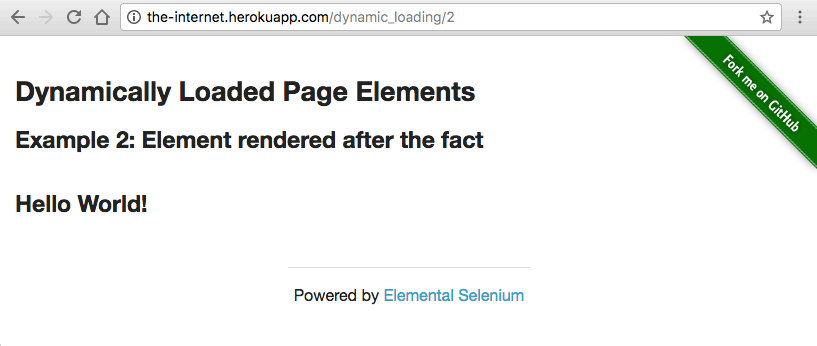 the-internet.herokuapp.com/dynamic_loading/2
Fork me on GitHub
Dynamically Loaded Page Elements
Example 2: Element rendered after the fact
Hello World!
Powered by Elemental Selenium